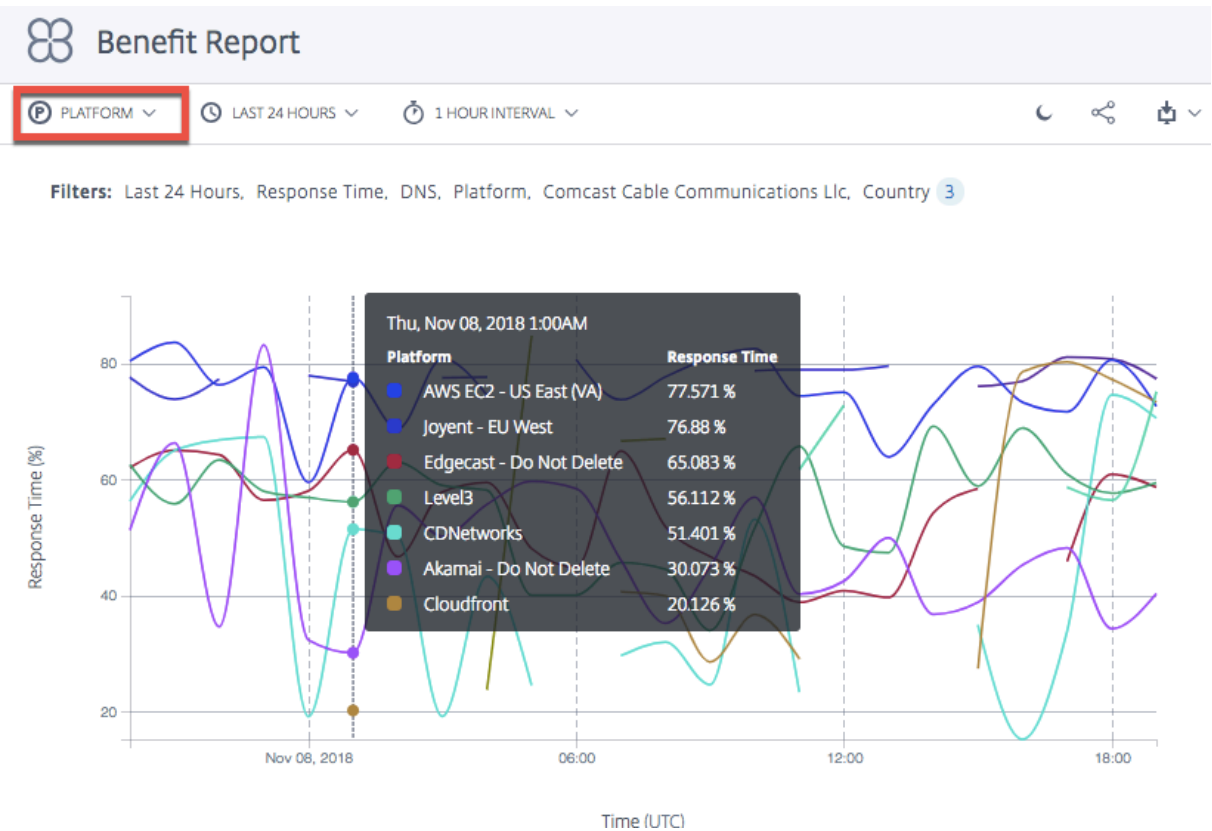 Benefit Report
P PLATFORM LAST 24 HOURS 1 HOUR INTERVAL
Filters: Last 24 Hours, Response Time, DNS, Platform, Comcast Cable Communications Llc, Country 3
Thu, Nov 08, 2018 1:00AM
Platform Response Time
AWS EC2 - US East (VA) 77.571 %
Joyent - EU West 76.88 %
Edgecast - Do Not Delete 65.083 %
Level3 56.112 %
CDNetworks 51.401 %
Akamai - Do Not Delete 30.073 %
Cloudfront 20.126 %
Response Time (%)
80
60
40
20
Nov 08, 2018 06:00 12:00 18:00
Time (UTC)